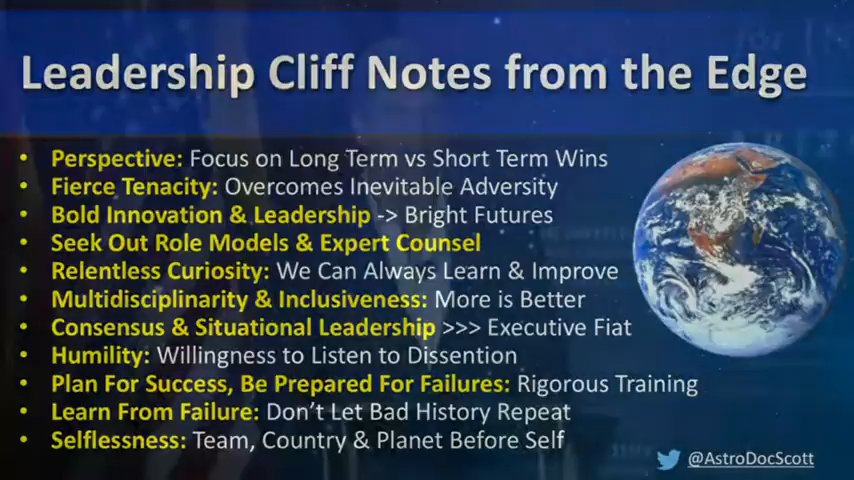 Leadership Cliff Notes from the Edge
• Perspective: Focus on Long Term vs Short Term Wins
• Fierce Tenacity: Overcomes Inevitable Adversity
• Bold Innovation & Leadership -> Bright Futures
• Seek Out Role Models & Expert Counsel
• Relentless Curiosity: We Can Always Learn & Improve
• Multidisciplinarity & Inclusiveness: More is Better
• Consensus & Situational Leadership >>> Executive Fiat
• Humility: Willingness to Listen to Dissention
• Plan For Success, Be Prepared For Failures: Rigorous Training
• Learn From Failure: Don't Let Bad History Repeat
• Selflessness: Team, Country & Planet Before Self
@AstroDocScott